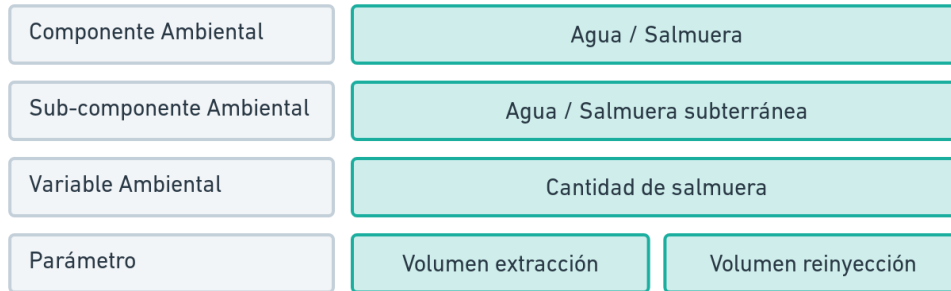 Componente Ambiental
Agua / Salmuera
Sub-componente Ambiental
Agua / Salmuera subterránea
Variable Ambiental
Cantidad de salmuera
Parámetro
Volumen extracción
Volumen reinyección